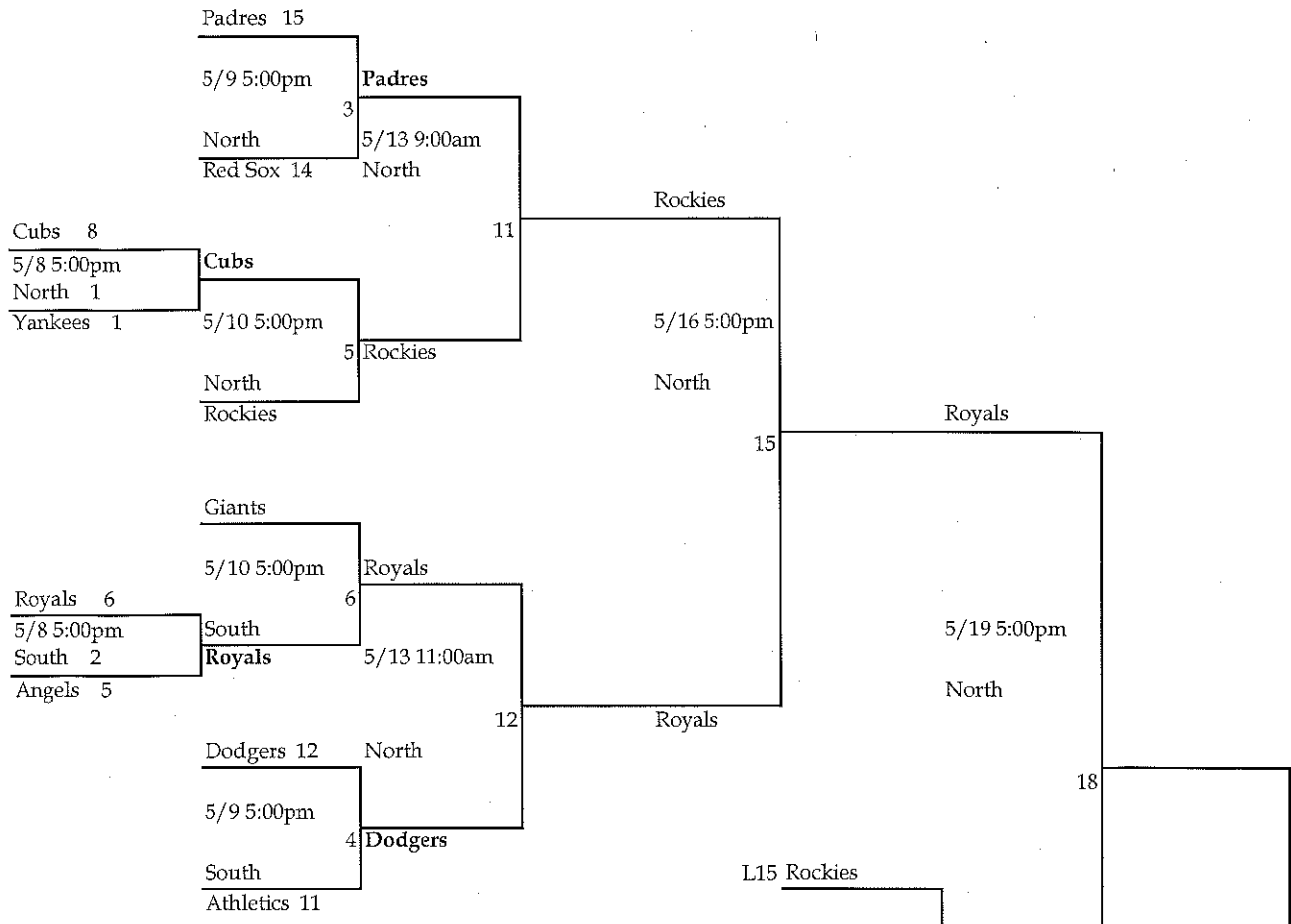 Padres 15
5/9 5:00pm
Padres
3
North
5/13 9:00am
Red Sox 14
North
Rockies
11
Cubs 8
5/8 5:00pm
Cubs
North 1
Yankees 1
5/10 5:00pm
5/16 5:00pm
5 Rockies
North
North
Rockies
Royals
15
Giants
5/10 5:00pm
Royals
6
Royals 6
5/8 5:00pm
South
5/19 5:00pm
South 2
Royals
5/13 11:00am
Angels 5
North
12
Royals
Dodgers 12
North
18
5/9 5:00pm
4 Dodgers
South
L15 Rockies
Athletics 11